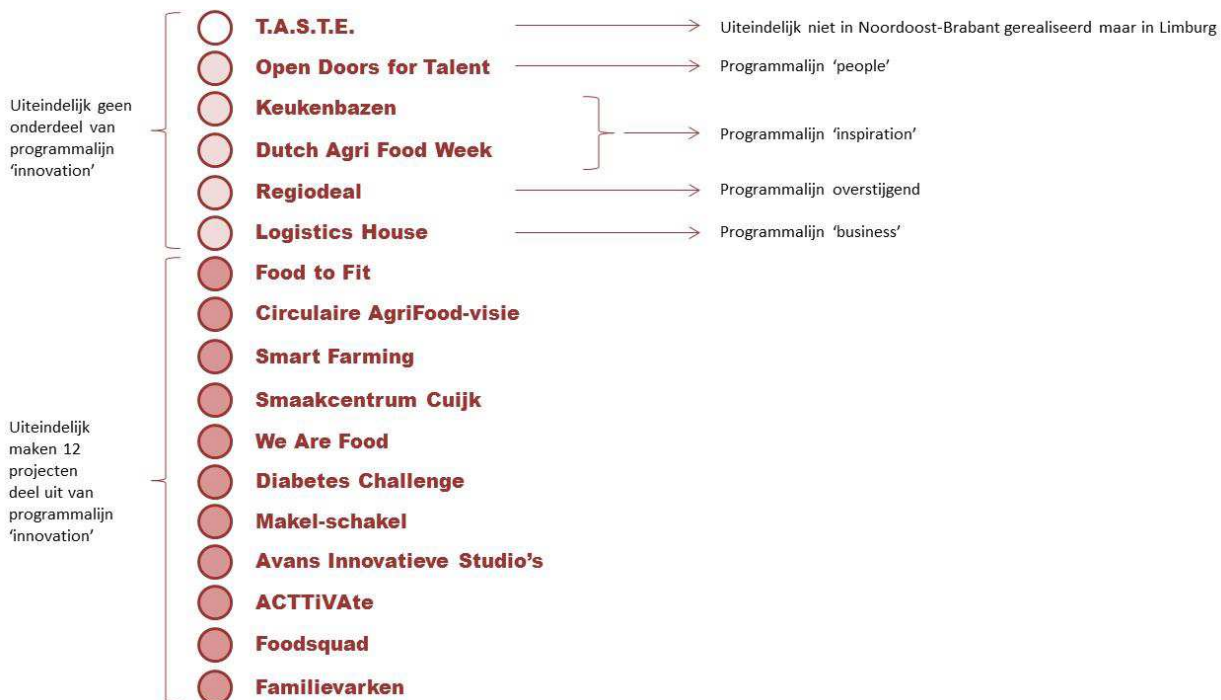 T.A.S.T.E.
Uiteindelijk niet in Noordoost-Brabant gerealiseerd maar in Limburg
Open Doors for Talent
Programmalijn ‘people’
Uiteindelijk geen
onderdeel van
programmalijn
‘innovation’
Keukenbazen
Dutch Agri Food Week
Programmalijn ‘inspiration’
Regiodeal
Programmalijn overstijgend
Logistics House
Programmalijn ‘business’
Food to Fit
Circulaire AgriFood-visie
Smart Farming
Smaakcentrum Cuijk
Uiteindelijk
maken 12
projecten
deel uit van
programmalijn
‘innovation’
We Are Food
Diabetes Challenge
Makel-schakel
Avans Innovatieve Studio’s
ACTTiVAte
Foodsquad
Familievarken